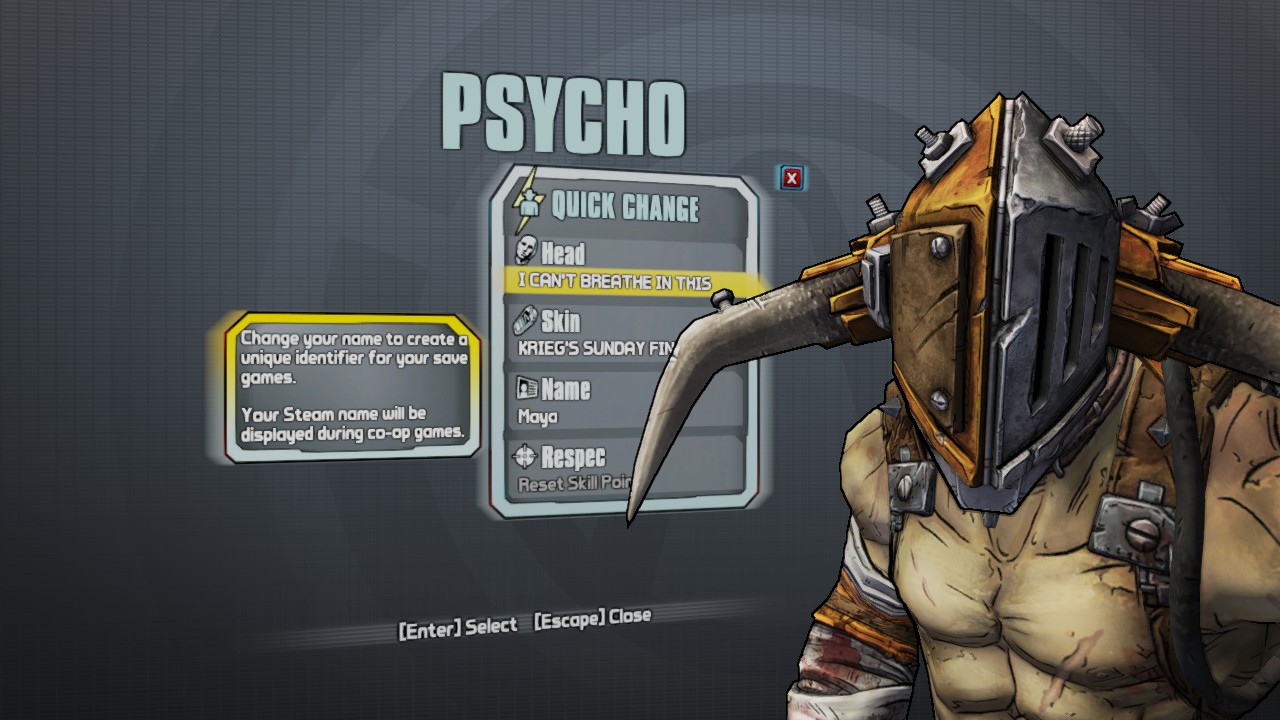 PSYCHO
X
QUICK CHANGE
Head
I CAN'T BREATHE IN THIS
Skin
KRIEG'S SUNDAY FIN
Name
Maya
Respec
Reset Skill Poin
Change your name to create a
unique identifier for your save
games.
Your Steam name will be
displayed during co-op games.
[Enter] Select [Escape] Close